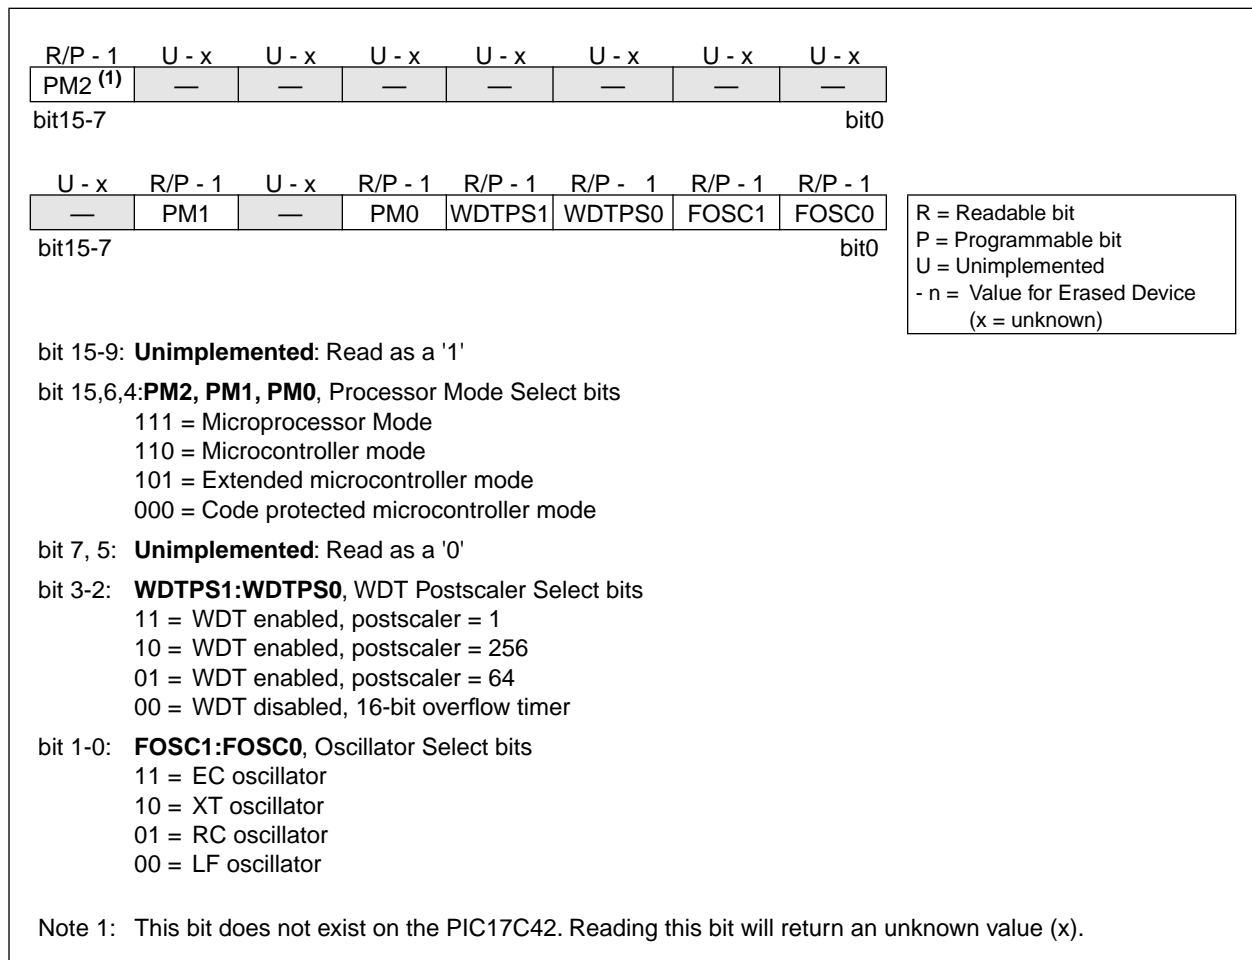 R/P - 1 U - x U - x U - x U - x U - x U - x U - x
PM2 (1) — — — — — — —
bit15-7 bit0
U - x R/P - 1 U - x R/P - 1 R/P - 1 R/P - 1 R/P - 1 R/P - 1
— PM1 — PM0 WDTPS1 WDTPS0 FOSC1 FOSC0
bit15-7 bit0
R = Readable bit
P = Programmable bit
U = Unimplemented
- n = Value for Erased Device
(x = unknown)
bit 15-9: Unimplemented: Read as a '1'
bit 15,6,4:PM2, PM1, PM0, Processor Mode Select bits
111 = Microprocessor Mode
110 = Microcontroller mode
101 = Extended microcontroller mode
000 = Code protected microcontroller mode
bit 7, 5: Unimplemented: Read as a '0'
bit 3-2: WDTPS1:WDTPS0, WDT Postscaler Select bits
11 = WDT enabled, postscaler = 1
10 = WDT enabled, postscaler = 256
01 = WDT enabled, postscaler = 64
00 = WDT disabled, 16-bit overflow timer
bit 1-0: FOSC1:FOSC0, Oscillator Select bits
11 = EC oscillator
10 = XT oscillator
01 = RC oscillator
00 = LF oscillator
Note 1: This bit does not exist on the PIC17C42. Reading this bit will return an unknown value (x).